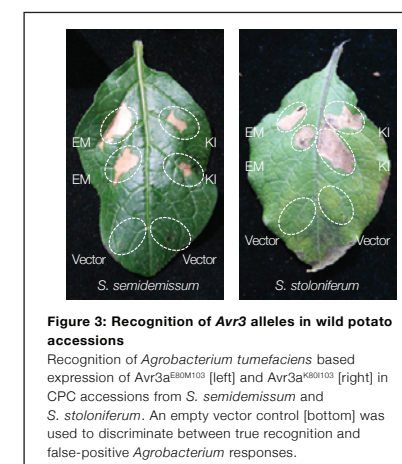 EM KI
EM KI
Vector Vector
S. semidemissum
EM KI
EM KI
Vector Vector
S. stoloniferum
Figure 3: Recognition of Avr3 alleles in wild potato
accessions
Recognition of Agrobacterium tumefaciens based
expression of Avr3aE80M103 [left] and Avr3aK80I103 [right] in
CPC accessions from S. semidemissum and
S. stoloniferum. An empty vector control [bottom] was
used to discriminate between true recognition and
false-positive Agrobacterium responses.